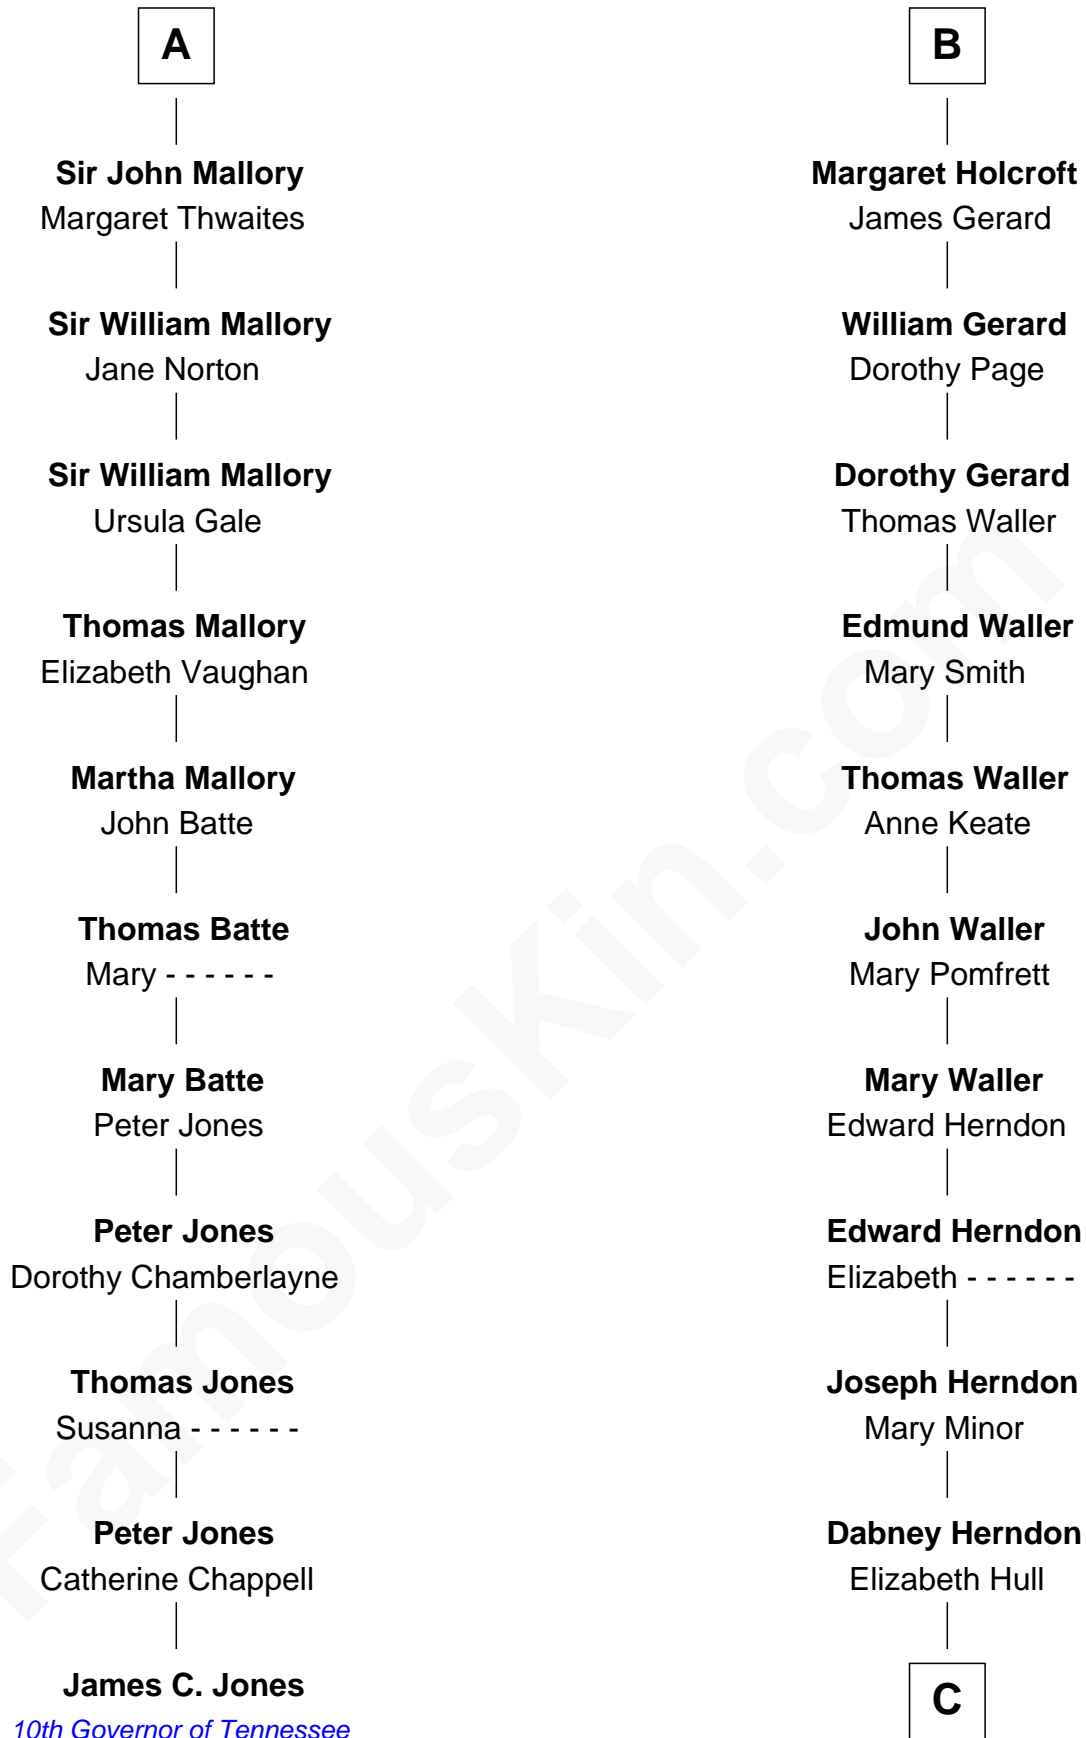 A
Sir John Mallory
Margaret Thwaites
Sir William Mallory
Jane Norton
Sir William Mallory
Ursula Gale
Thomas Mallory
Elizabeth Vaughan
Martha Mallory
John Batte
Thomas Batte
Mary - - - - - -
Mary Batte
Peter Jones
Peter Jones
Dorothy Chamberlayne
Thomas Jones
Susanna - - - - - -
Peter Jones
Catherine Chappell
James C. Jones
10th Governor of Tennessee
B
Margaret Holcroft
James Gerard
William Gerard
Dorothy Page
Dorothy Gerard
Thomas Waller
Edmund Waller
Mary Smith
Thomas Waller
Anne Keate
John Waller
Mary Pomfrett
Mary Waller
Edward Herndon
Edward Herndon
Elizabeth - - - - - -
Joseph Herndon
Mary Minor
Dabney Herndon
Elizabeth Hull
C
FamousKin.com